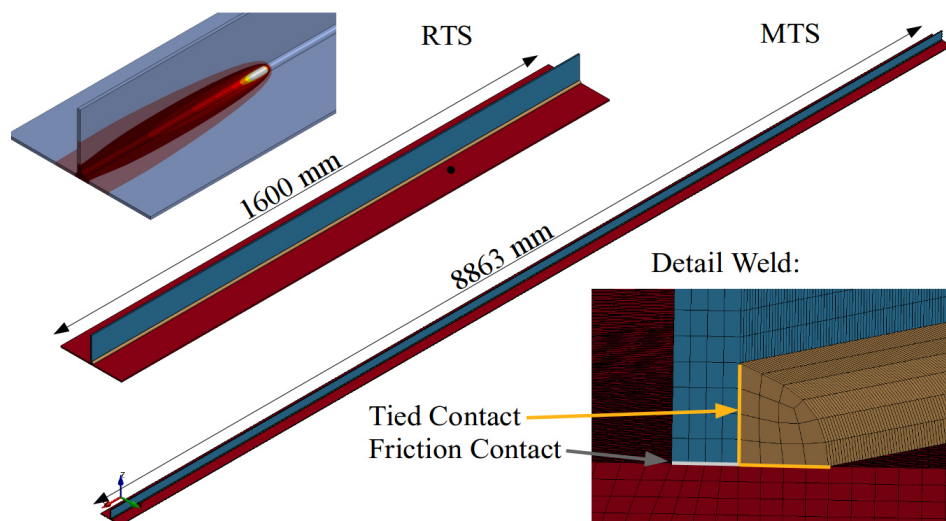 RTS
MTS
1600 mm
8863 mm
Detail Weld:
Tied Contact
Friction Contact
z